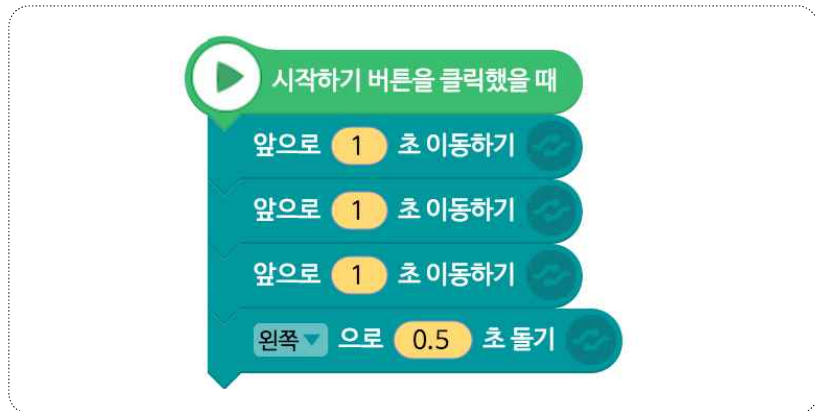 시작하기 버튼을 클릭했을 때
앞으로 1 초 이동하기
앞으로 1 초 이동하기
앞으로 1 초 이동하기
왼쪽 으로 0.5 초 돌기